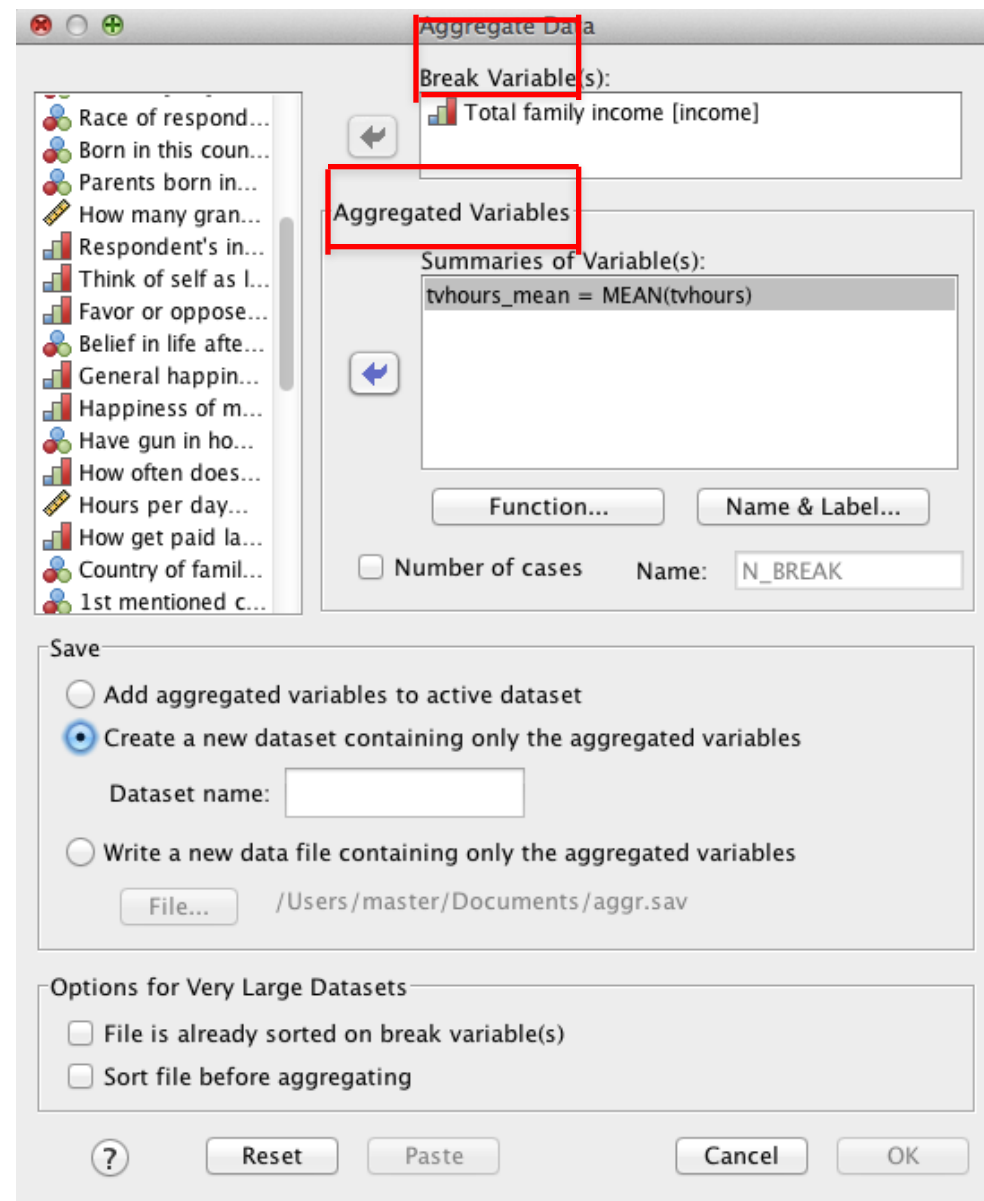 Aggregate Data
Break Variable(s):
Total family income [income]
Race of respond...
Born in this coun...
Parents born in...
How many gran...
Respondent's in...
Think of self as l...
Favor or oppose...
Belief in life afte...
General happin...
Happiness of m...
Have gun in ho...
How often does...
Hours per day...
How get paid la...
Country of famil...
1st mentioned c...
Aggregated Variables
Summaries of Variable(s):
tvhours_mean = MEAN(tvhours)
Function... Name & Label...
Number of cases Name: N_BREAK
Save
Add aggregated variables to active dataset
Create a new dataset containing only the aggregated variables
Dataset name:
Write a new data file containing only the aggregated variables
File... /Users/master/Documents/aggr.sav
Options for Very Large Datasets
File is already sorted on break variable(s)
Sort file before aggregating
? Reset Paste Cancel OK